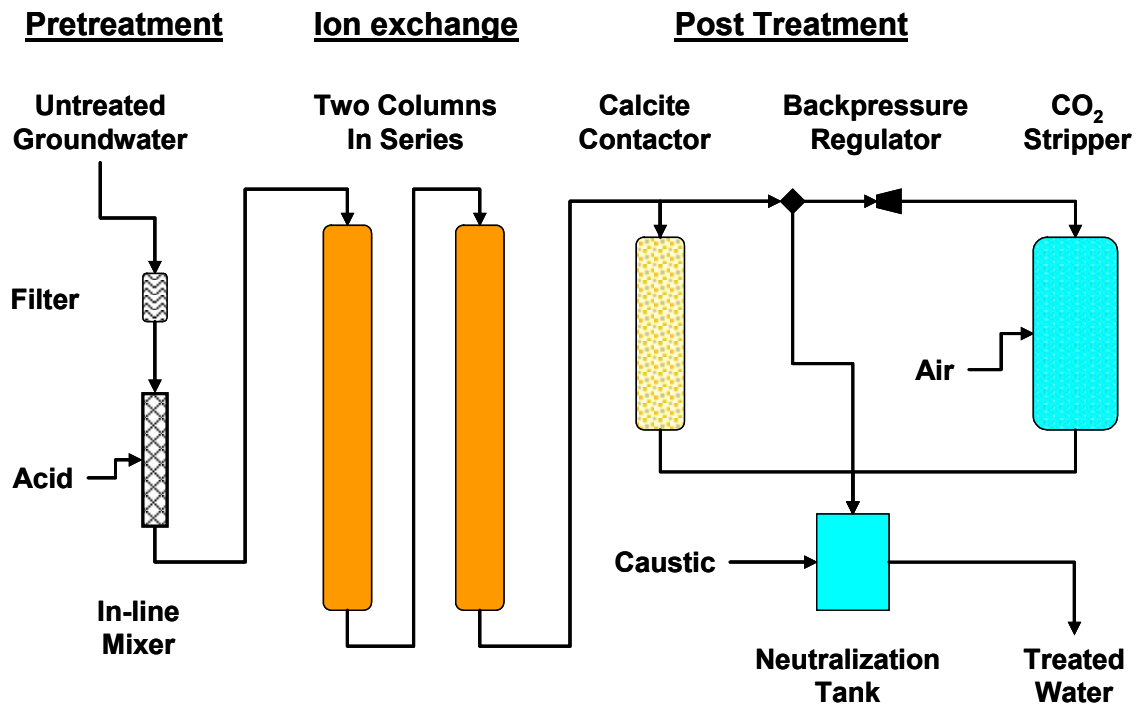 Pretreatment
Ion exchange
Post Treatment
Untreated
Groundwater
Two Columns
In Series
Calcite
Contactor
Backpressure
Regulator
CO₂
Stripper
Filter
Air
Acid
Caustic
In-line
Mixer
Neutralization
Tank
Treated
Water